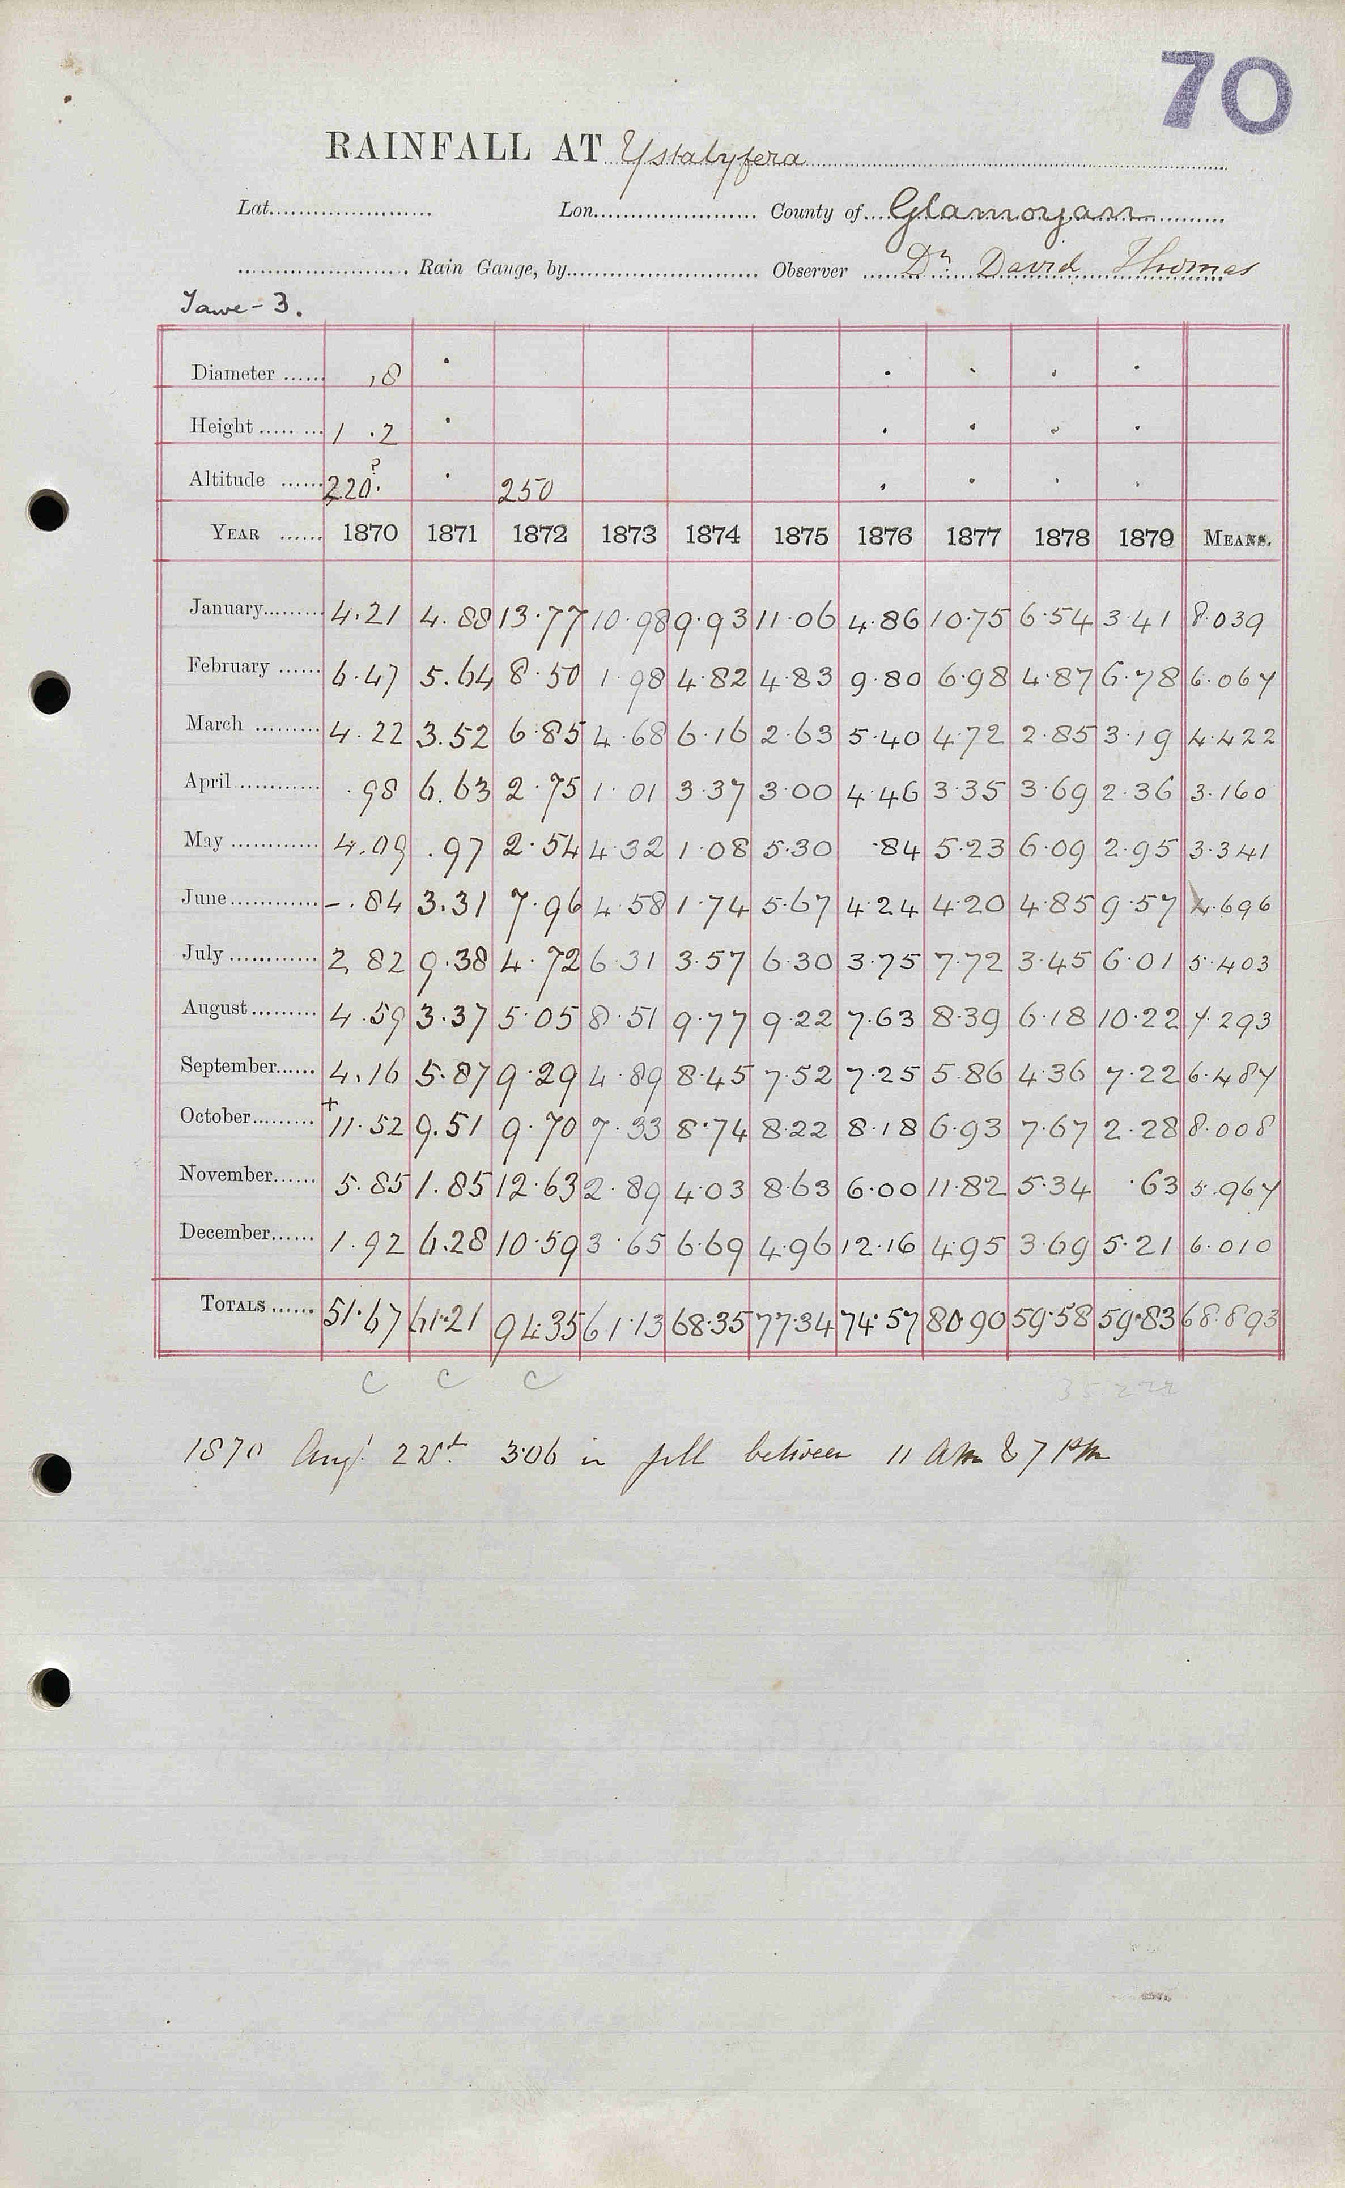 70
RAINFALL AT Ystalyfera
Lat. Lon. County of Glamorgan
Rain Gauge, by Observer Dr. David Thomas
Tawe - 3.
Diameter ,8
Height 1 .2
Altitude 220? 250
YEAR 1870 1871 1872 1873 1874 1875 1876 1877 1878 1879 MEANS.
January 4.21 4.88 13.77 10.98 9.93 11.06 4.86 10.75 6.54 3.41 8.039
February 6.47 5.64 8.50 1.98 4.82 4.83 9.80 6.98 4.87 6.78 6.067
March 4.22 3.52 6.85 4.68 6.16 2.63 5.40 4.72 2.85 3.19 4.422
April .98 6.63 2.75 1.01 3.37 3.00 4.46 3.35 3.69 2.36 3.160
May 4.09 .97 2.54 4.32 1.08 5.30 .84 5.23 6.09 2.95 3.341
June -.84 3.31 7.96 4.58 1.74 5.67 4.24 4.20 4.85 9.57 4.696
July 2.82 9.38 4.72 6.31 3.57 6.30 3.75 7.72 3.45 6.01 5.403
August 4.59 3.37 5.05 8.51 9.77 9.22 7.63 8.39 6.18 10.22 7.293
September 4.16 5.87 9.29 4.89 8.45 7.52 7.25 5.86 4.36 7.22 6.487
October +11.52 9.51 9.70 7.33 8.74 8.22 8.18 6.93 7.67 2.28 8.008
November 5.85 1.85 12.63 2.89 4.03 8.63 6.00 11.82 5.34 .63 5.967
December 1.92 6.28 10.59 3.65 6.69 4.96 12.16 4.95 3.69 5.21 6.010
TOTALS 51.67 61.21 94.35 61.13 68.35 77.34 74.57 80.90 59.58 59.83 68.893
C C C
1870 Aug 3.06 in fell between 11 AM & 7 PM